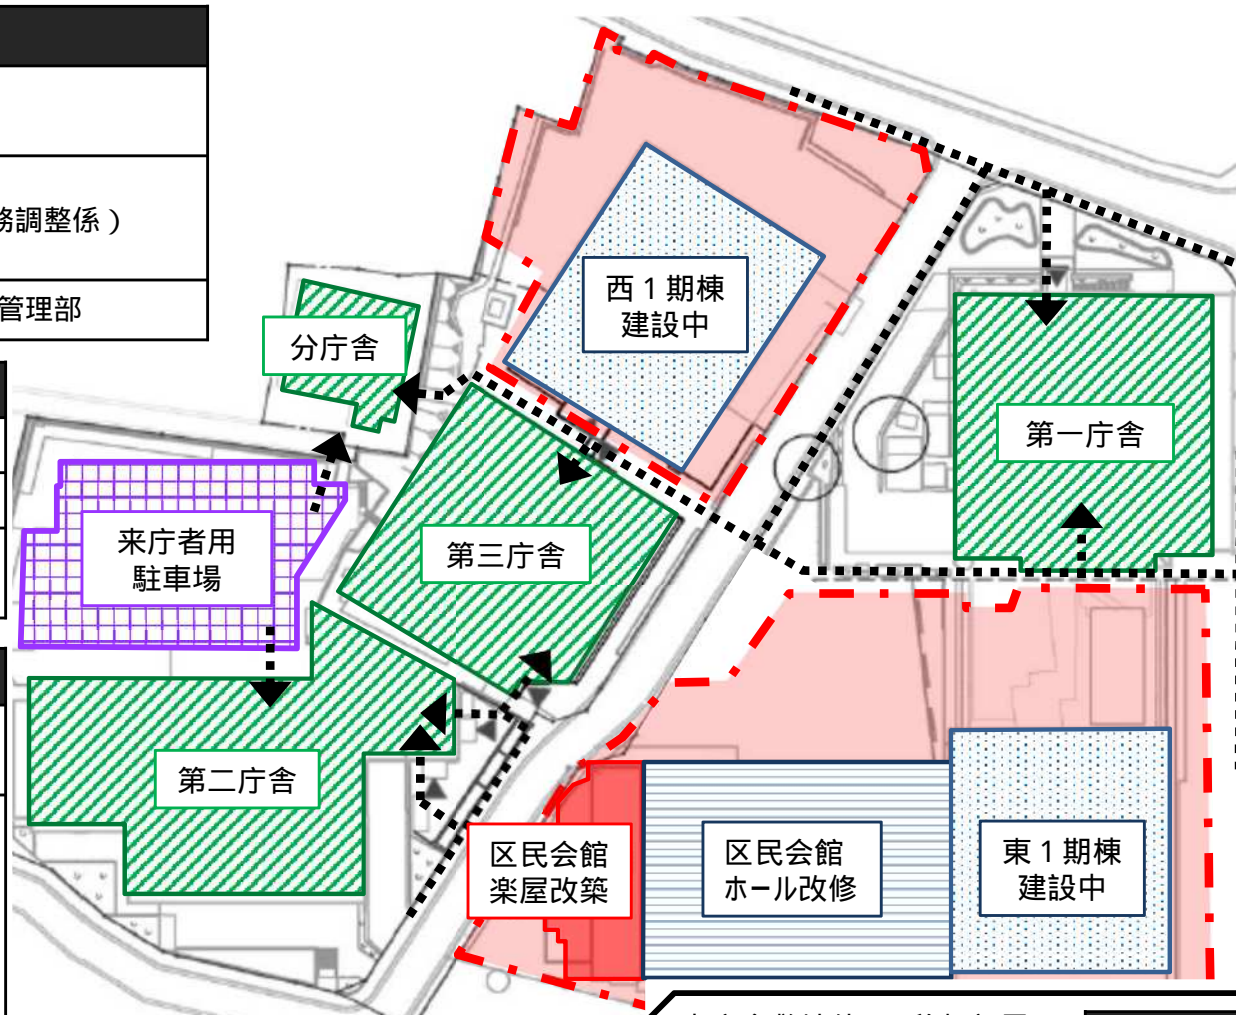 務調整係）
管理部
西１期棟
建設中
分庁舎
第一庁舎
来庁者用
駐車場
第三庁舎
第二庁舎
区民会館
楽屋改築
区民会館
ホール改修
東１期棟
建設中